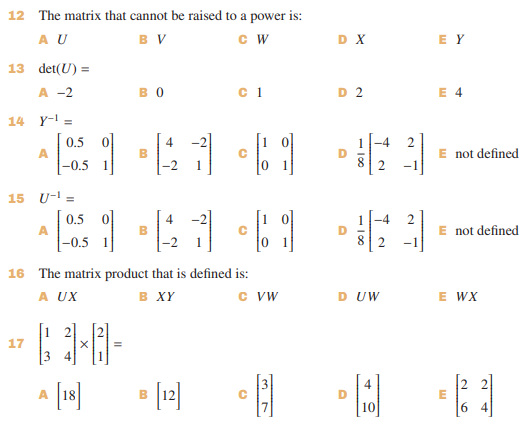 12 The matrix that cannot be raised to a power is:
A U B V C W D X E Y
13 det(U) =
A −2 B 0 C 1 D 2 E 4
14 Y⁻¹ =
A [0.5 0; −0.5 1] B [4 −2; −2 1] C [1 0; 0 1] D 1/8 [−4 2; 2 −1] E not defined
15 U⁻¹ =
A [0.5 0; −0.5 1] B [4 −2; −2 1] C [1 0; 0 1] D 1/8 [−4 2; 2 −1] E not defined
16 The matrix product that is defined is:
A UX B XY C VW D UW E WX
17 [1 2; 3 4] × [2; 1] =
A [18] B [12] C [3; 7] D [4; 10] E [2 2; 6 4]